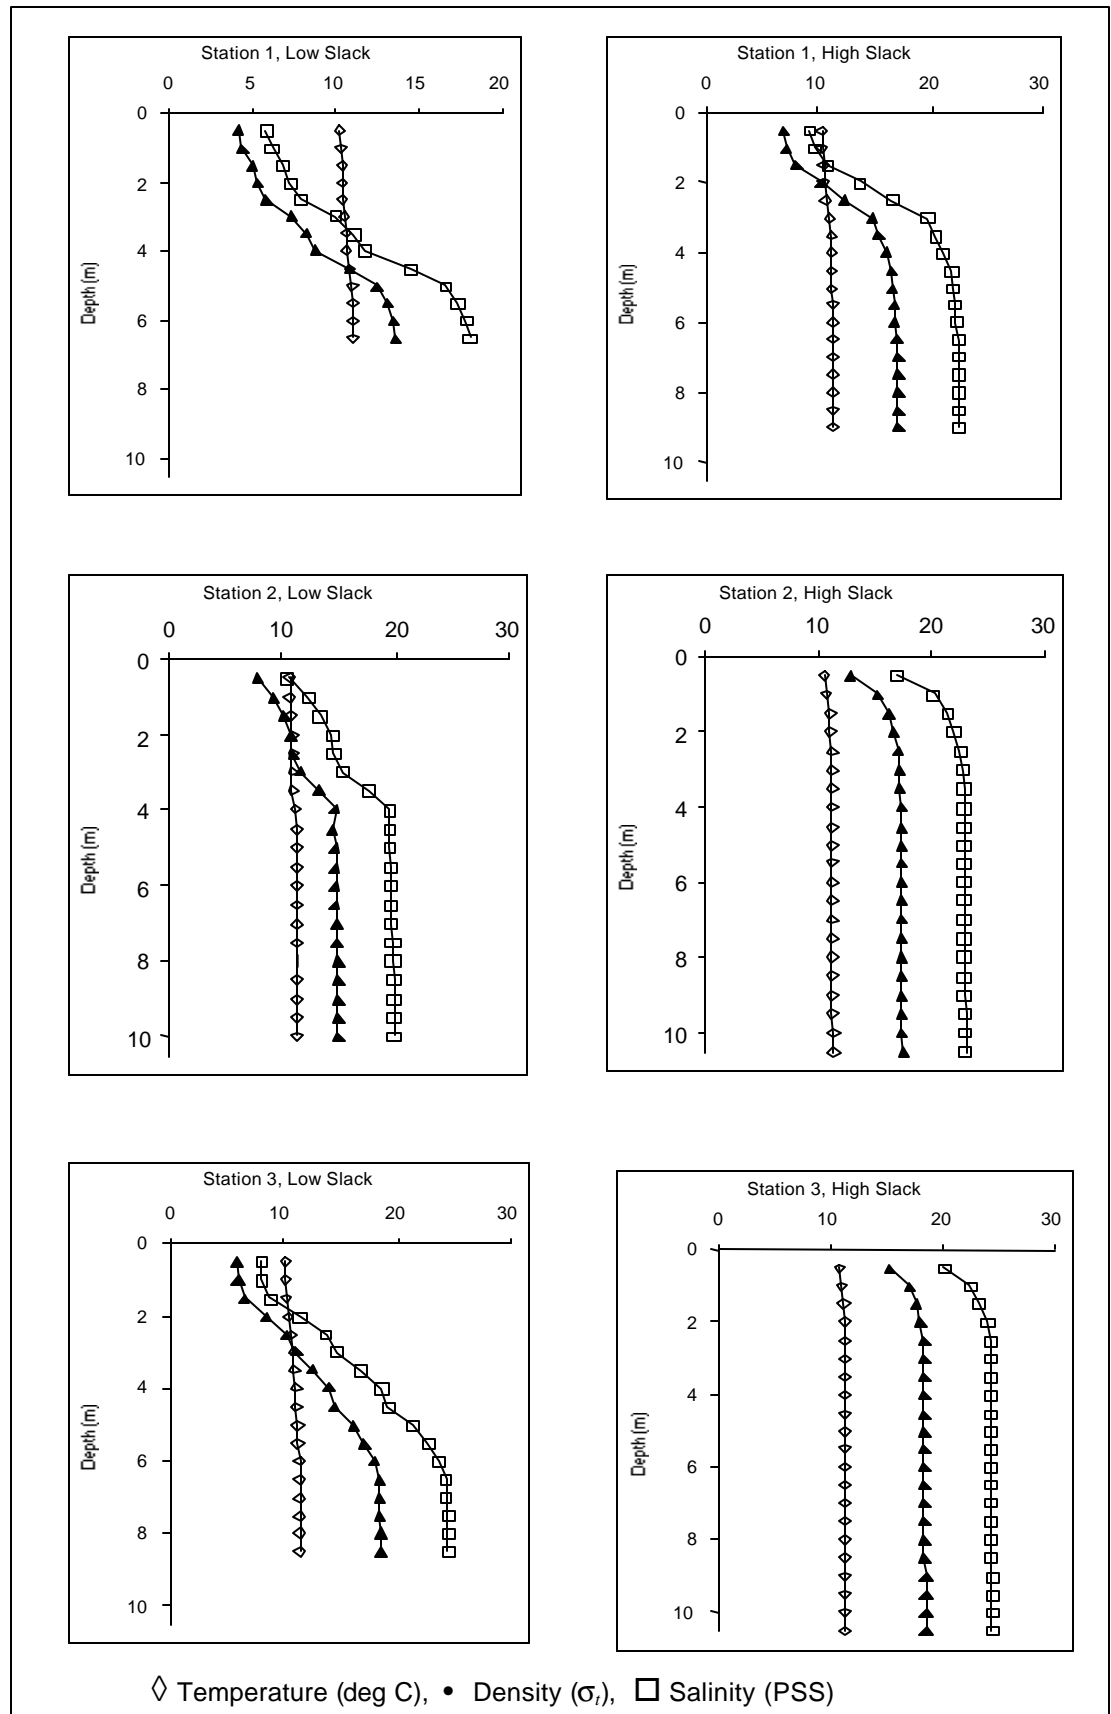 Station 1, Low Slack
0 5 10 15 20
0
2
4
6
8
10
Depth (m)
Station 1, High Slack
0 10 20 30
0
2
4
6
8
10
Depth (m)
Station 2, Low Slack
0 10 20 30
0
2
4
6
8
10
Depth (m)
Station 2, High Slack
0 10 20 30
0
2
4
6
8
10
Depth (m)
Station 3, Low Slack
0 10 20 30
0
2
4
6
8
10
Depth (m)
Station 3, High Slack
0 10 20 30
0
2
4
6
8
10
Depth (m)
◊ Temperature (deg C), • Density (σt), □ Salinity (PSS)